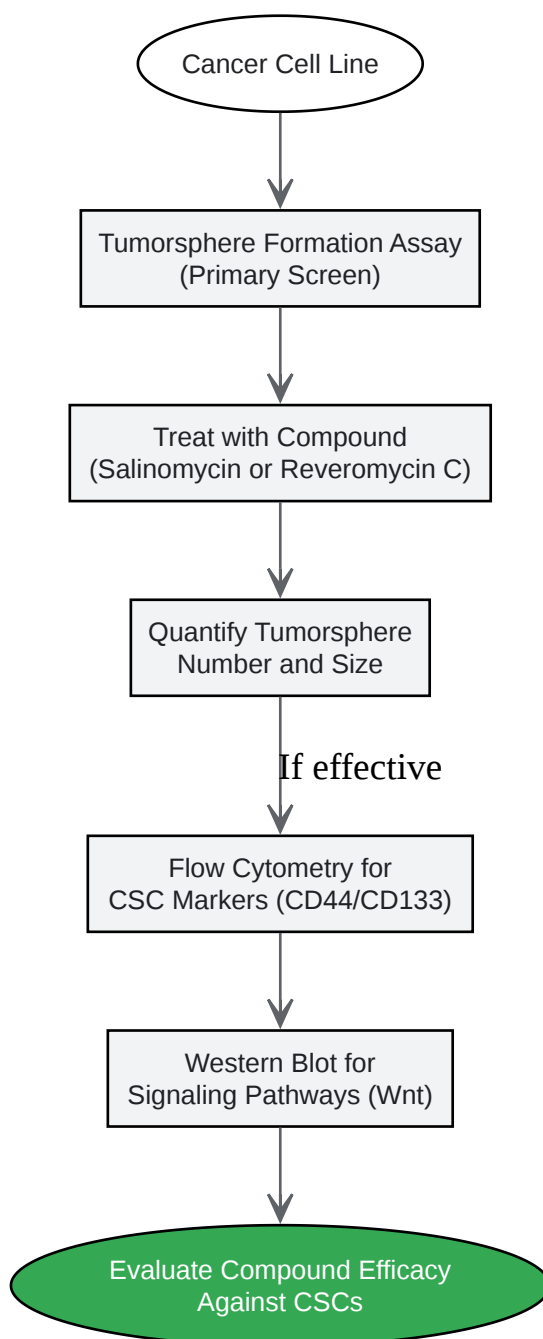 Cancer Cell Line
Tumorsphere Formation Assay
(Primary Screen)
Treat with Compound
(Salinomycin or Reveromycin C)
Quantify Tumorsphere
Number and Size
If effective
Flow Cytometry for
CSC Markers (CD44/CD133)
Western Blot for
Signaling Pathways (Wnt)
Evaluate Compound Efficacy
Against CSCs